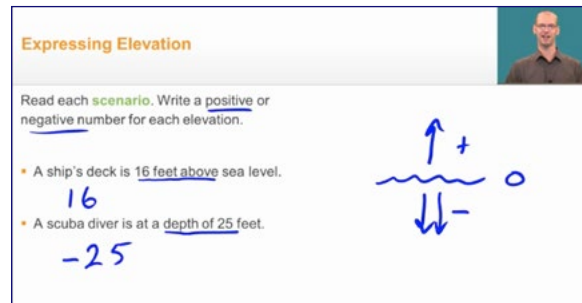 Expressing Elevation
Read each scenario. Write a positive or
negative number for each elevation.
• A ship's deck is 16 feet above sea level.
16
• A scuba diver is at a depth of 25 feet.
-25
+
0
-